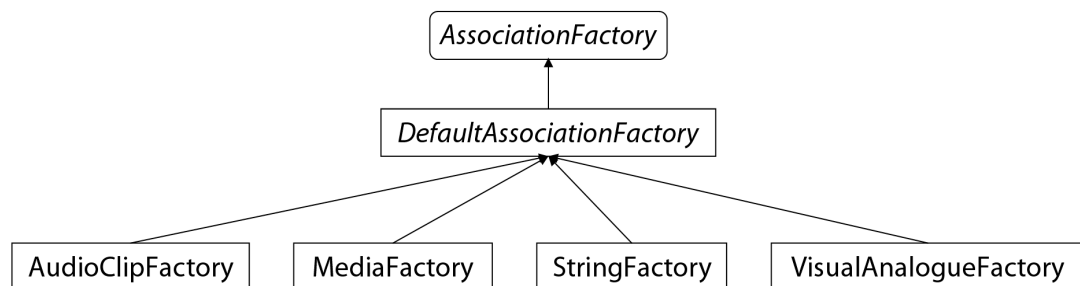 AssociationFactory
DefaultAssociationFactory
AudioClipFactory
MediaFactory
StringFactory
VisualAnalogueFactory